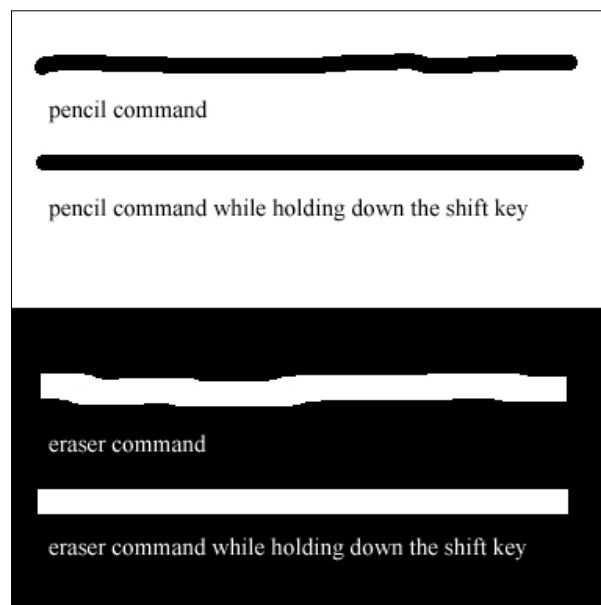 pencil command
pencil command while holding down the shift key
eraser command
eraser command while holding down the shift key